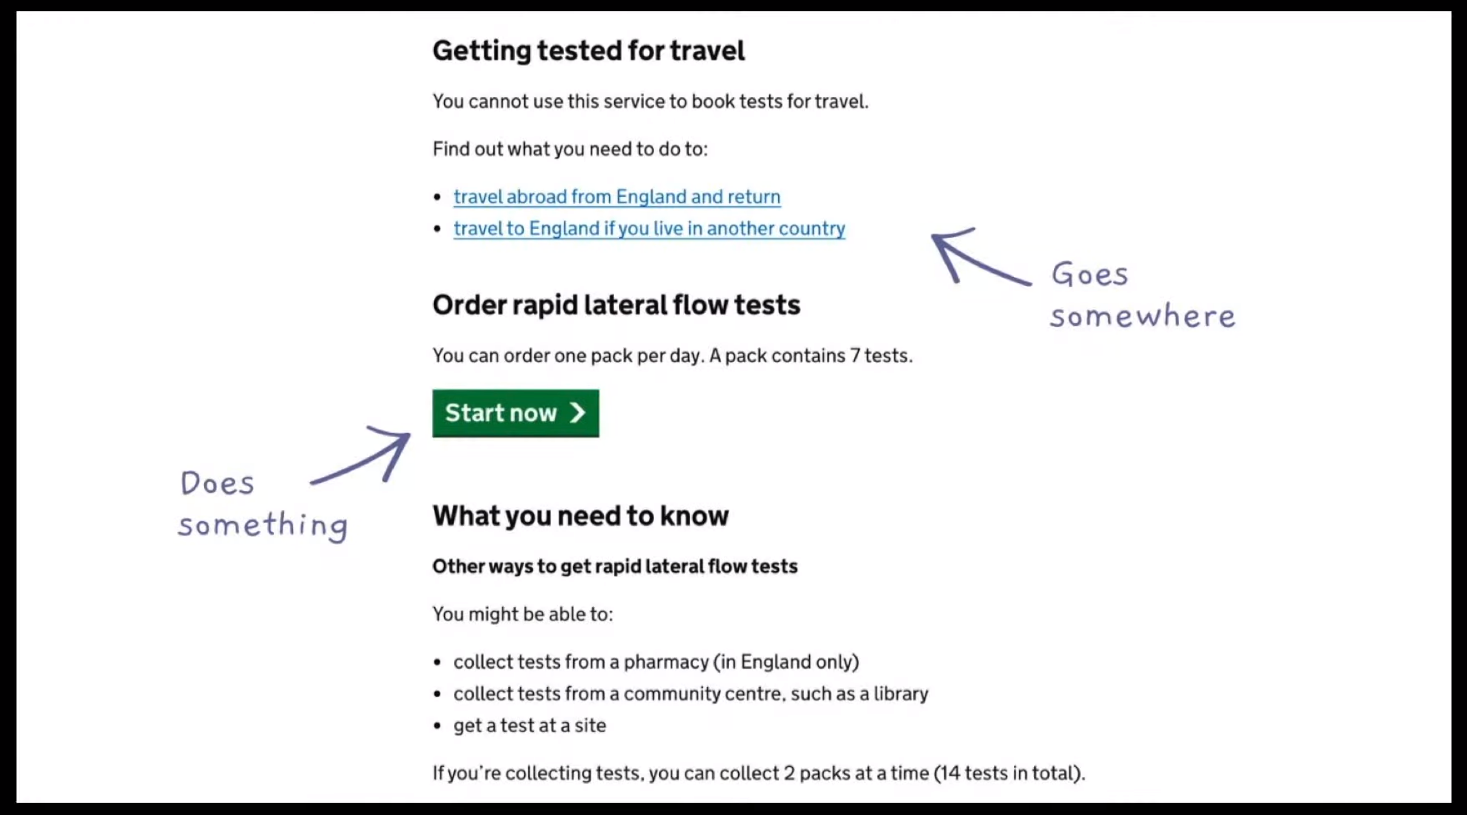 Getting tested for travel
You cannot use this service to book tests for travel.
Find out what you need to do to:
• travel abroad from England and return
• travel to England if you live in another country
Goes
somewhere
Order rapid lateral flow tests
You can order one pack per day. A pack contains 7 tests.
Start now
Does
something
What you need to know
Other ways to get rapid lateral flow tests
You might be able to:
• collect tests from a pharmacy (in England only)
• collect tests from a community centre, such as a library
• get a test at a site
If you're collecting tests, you can collect 2 packs at a time (14 tests in total).